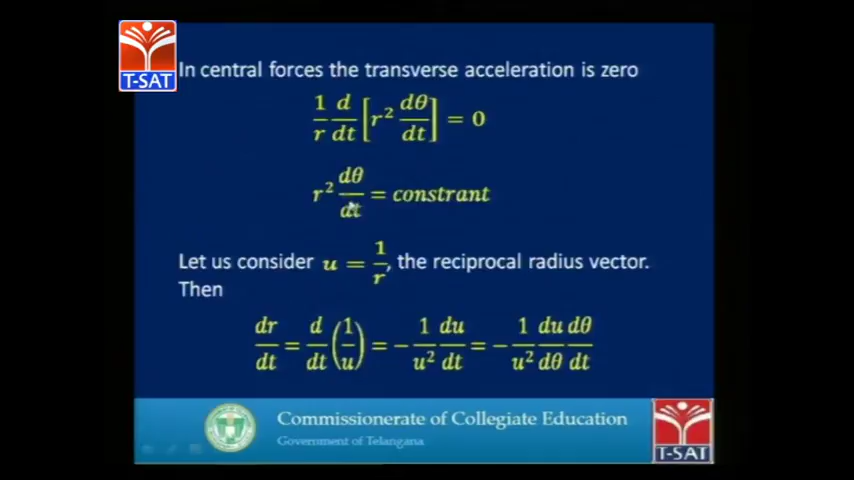 T-SAT
In central forces the transverse acceleration is zero
1/r d/dt [r² dθ/dt] = 0
r² dθ/dt = constrant
Let us consider u = 1/r, the reciprocal radius vector.
Then
dr/dt = d/dt (1/u) = − 1/u² du/dt = − 1/u² du/dθ dθ/dt
Commissionerate of Collegiate Education
Government of Telangana
T-SAT